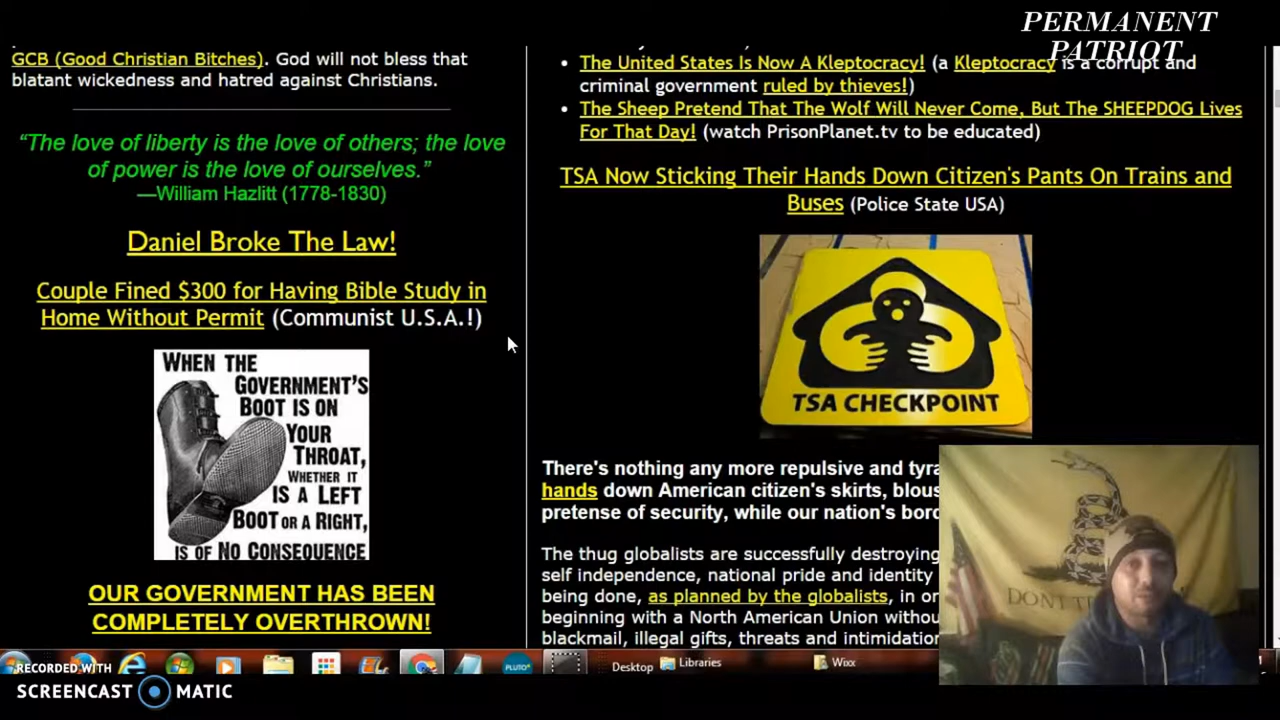 PERMANENT
PATRIOT
GCB (Good Christian Bitches). God will not bless that
blatant wickedness and hatred against Christians.
“The love of liberty is the love of others; the love
of power is the love of ourselves.”
—William Hazlitt (1778-1830)
Daniel Broke The Law!
Couple Fined $300 for Having Bible Study in
Home Without Permit (Communist U.S.A.!)
WHEN THE
GOVERNMENT'S
BOOT IS ON
YOUR
THROAT,
WHETHER IT
IS A LEFT
BOOT OR A RIGHT,
IS OF NO CONSEQUENCE
OUR GOVERNMENT HAS BEEN
COMPLETELY OVERTHROWN!
The United States Is Now A Kleptocracy! (a Kleptocracy is a corrupt and
criminal government ruled by thieves!)
The Sheep Pretend That The Wolf Will Never Come, But The SHEEPDOG Lives
For That Day! (watch PrisonPlanet.tv to be educated)
TSA Now Sticking Their Hands Down Citizen's Pants On Trains and
Buses (Police State USA)
TSA CHECKPOINT
There's nothing any more repulsive and
hands down American citizen's skirts,
pretense of security, while our nation's
The thug globalists are successfully destroying
self independence, national pride and identity
being done, as planned by the globalists, in
beginning with a North American Union
blackmail, illegal gifts, threats and intimidation
DON'T
RECORDED WITH
SCREENCAST MATIC
PLUTO
Desktop
Libraries
Wixx